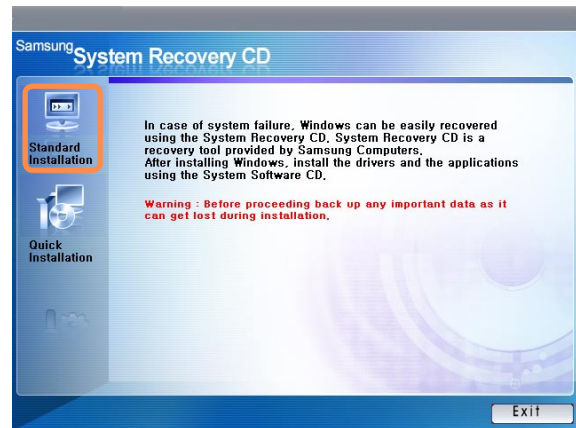 Samsung System Recovery CD
Standard
Installation
In case of system failure, Windows can be easily recovered
using the System Recovery CD, System Recovery CD is a
recovery tool provided by Samsung Computers,
After installing Windows, install the drivers and the applications
using the System Software CD,
Warning : Before proceeding back up any important data as it
can get lost during installation,
Quick
Installation
Exit